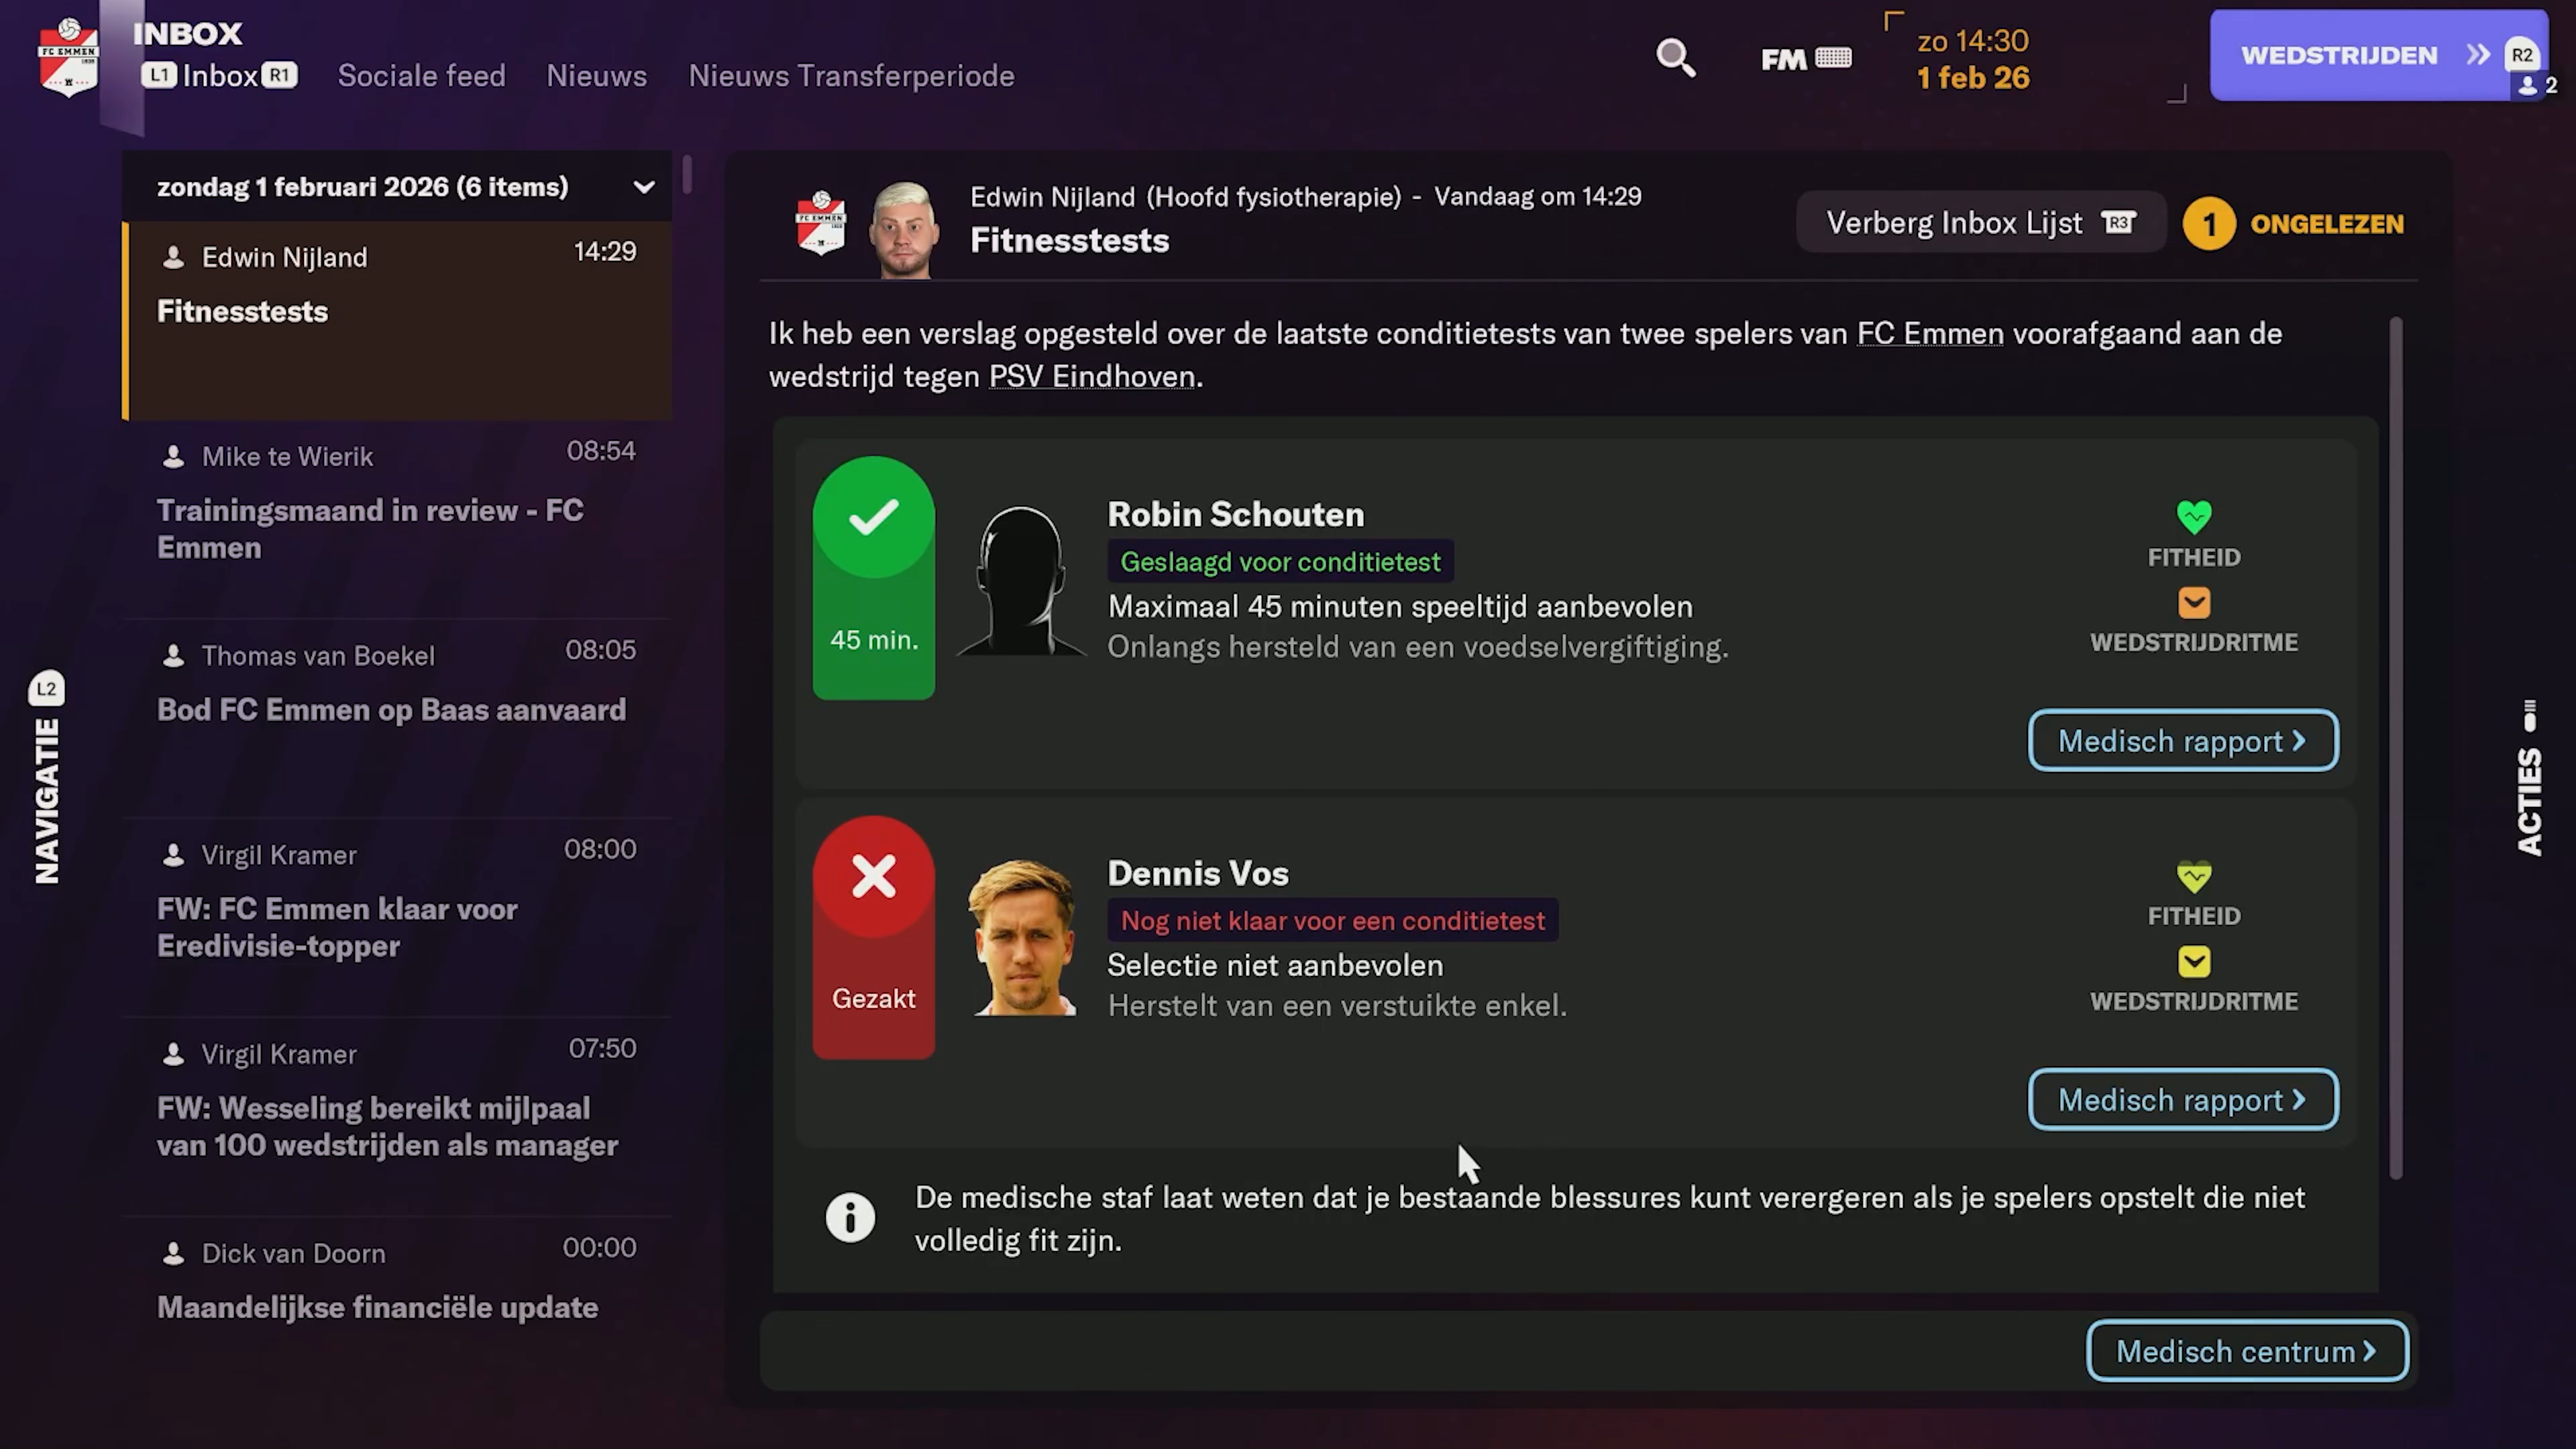 FC EMMEN
INBOX
L1 Inbox R1
Sociale feed
Nieuws
Nieuws Transferperiode
FM
zo 14:30
1 feb 26
WEDSTRIJDEN
R2
2
zondag 1 februari 2026 (6 items)
Edwin Nijland
14:29
Fitnesstests
Mike te Wierik
08:54
Trainingsmaand in review - FC
Emmen
Thomas van Boekel
08:05
Bod FC Emmen op Baas aanvaard
Virgil Kramer
08:00
FW: FC Emmen klaar voor
Eredivisie-topper
Virgil Kramer
07:50
FW: Wesseling bereikt mijlpaal
van 100 wedstrijden als manager
Dick van Doorn
00:00
Maandelijkse financiële update
L2
NAVIGATIE
FC EMMEN
Edwin Nijland (Hoofd fysiotherapie) - Vandaag om 14:29
Fitnesstests
Verberg Inbox Lijst R3
1 ONGELEZEN
Ik heb een verslag opgesteld over de laatste conditietests van twee spelers van FC Emmen voorafgaand aan de
wedstrijd tegen PSV Eindhoven.
45 min.
Robin Schouten
Geslaagd voor conditietest
Maximaal 45 minuten speeltijd aanbevolen
Onlangs hersteld van een voedselvergiftiging.
FITHEID
WEDSTRIJDRITME
Medisch rapport
Gezakt
Dennis Vos
Nog niet klaar voor een conditietest
Selectie niet aanbevolen
Herstelt van een verstuikte enkel.
FITHEID
WEDSTRIJDRITME
Medisch rapport
De medische staf laat weten dat je bestaande blessures kunt verergeren als je spelers opstelt die niet
volledig fit zijn.
Medisch centrum
ACTIES